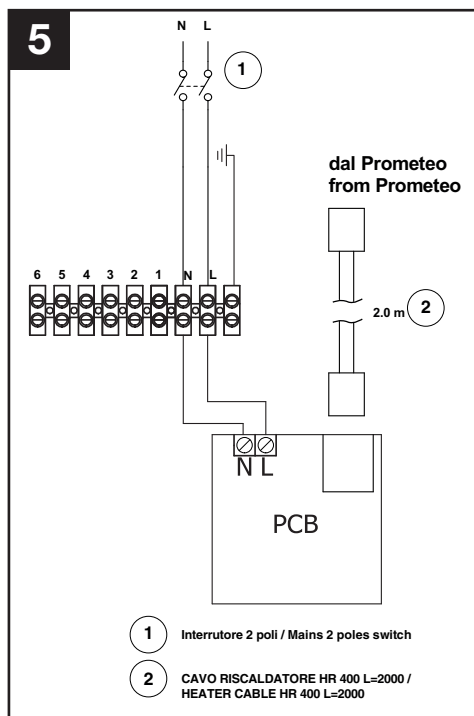 5
N L
1
dal Prometeo
from Prometeo
6 5 4 3 2 1 N L
2.0 m
2
N L
PCB
1 Interrutore 2 poli / Mains 2 poles switch
2 CAVO RISCALDATORE HR 400 L=2000 /
HEATER CABLE HR 400 L=2000